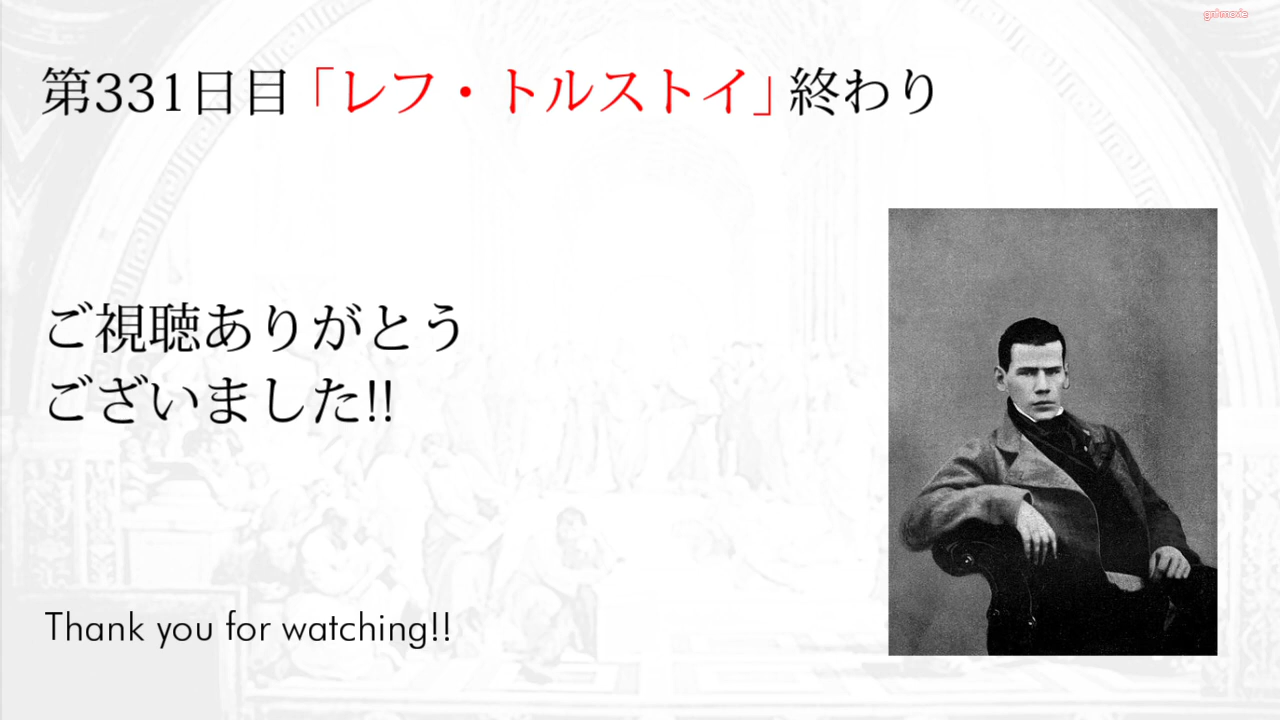 第331日目「レフ・トルストイ」終わり
ご視聴ありがとう
ございました!!
Thank you for watching!!